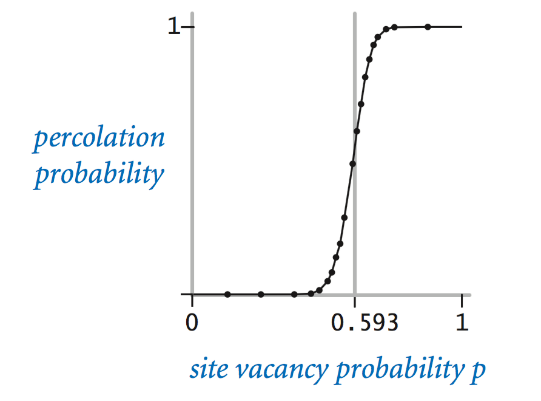 1
percolation
probability
0 0.593 1
site vacancy probability p